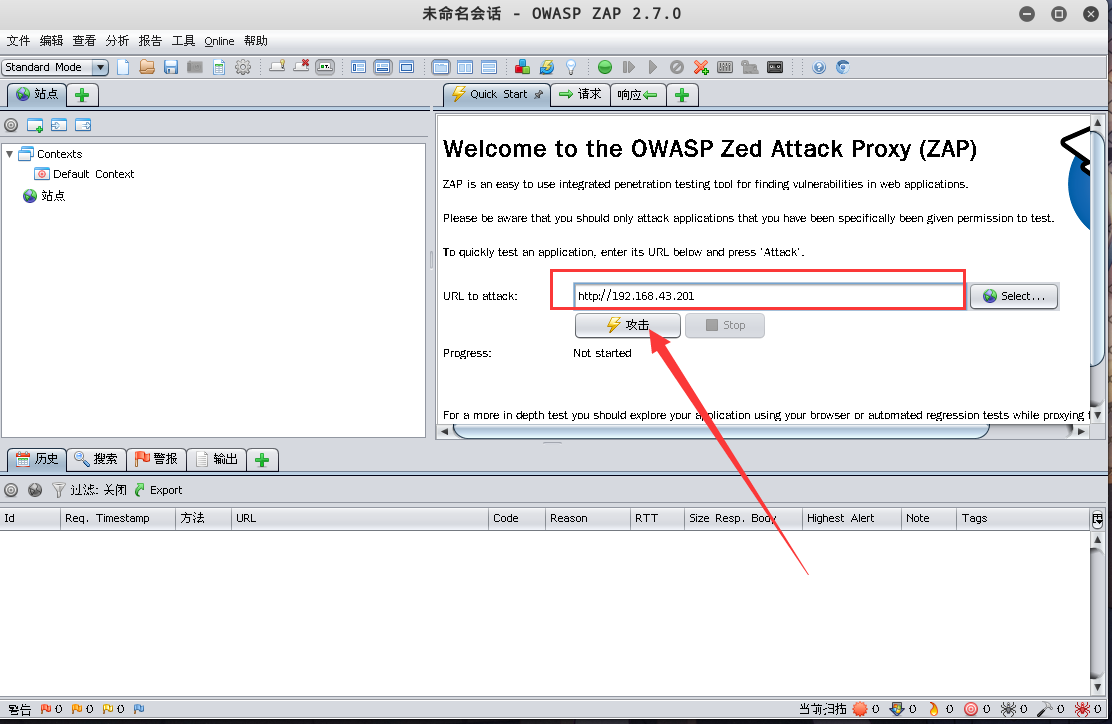 未命名会话 - OWASP ZAP 2.7.0
文件 编辑 查看 分析 报告 工具 Online 帮助
Standard Mode
站点
Quick Start 请求 响应
Contexts
Default Context
站点
Welcome to the OWASP Zed Attack Proxy (ZAP)
ZAP is an easy to use integrated penetration testing tool for finding vulnerabilities in web applications.
Please be aware that you should only attack applications that you have been specifically been given permission to test.
To quickly test an application, enter its URL below and press 'Attack'.
URL to attack: http://192.168.43.201 Select...
攻击 Stop
Progress: Not started
For a more in depth test you should explore your application using your browser or automated regression tests while proxying
历史 搜索 警报 输出
过滤: 关闭 Export
Id Req. Timestamp 方法 URL Code Reason RTT Size Resp. Body Highest Alert Note Tags
警告 0 0 0 当前扫描 0 0 0 0 0 0 0